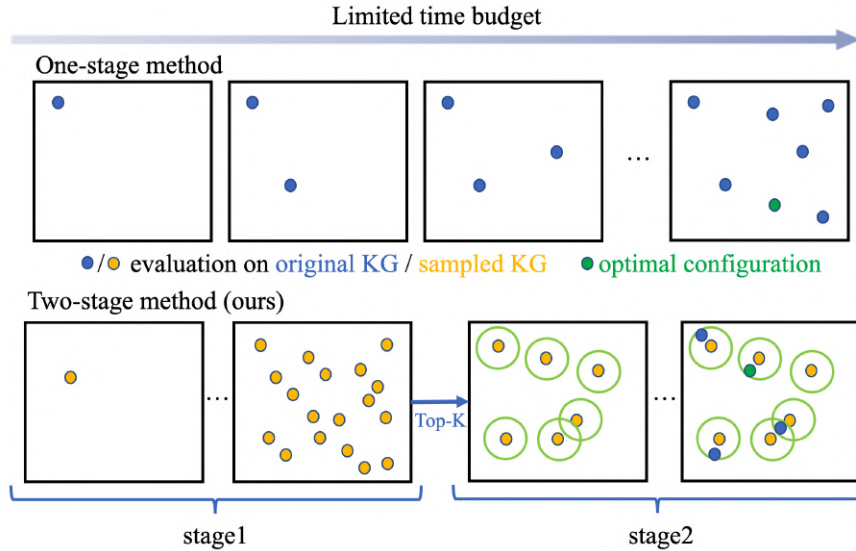 Limited time budget
One-stage method
...
/ evaluation on original KG / sampled KG optimal configuration
Two-stage method (ours)
... Top-K ...
stage1 stage2